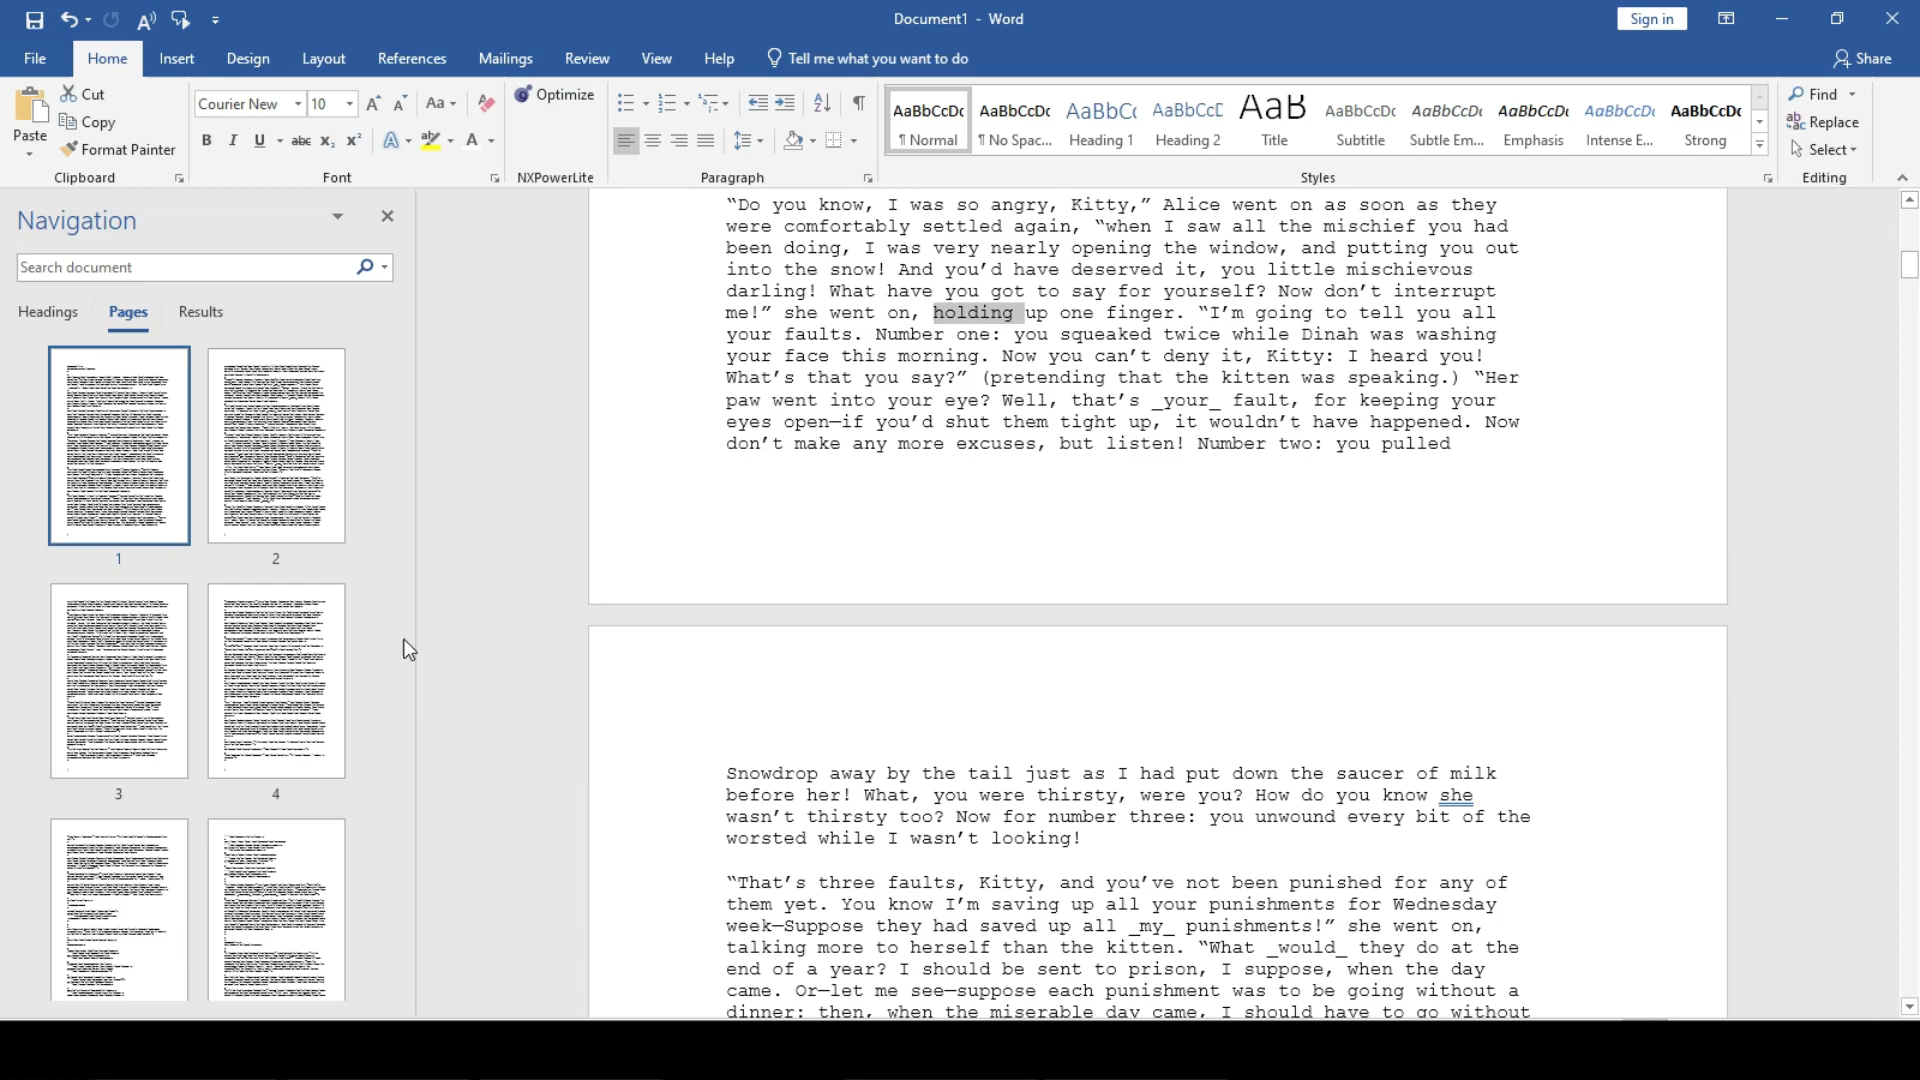 Document1 - Word
Sign in
File Home Insert Design Layout References Mailings Review View Help Tell me what you want to do Share
Paste
Cut
Copy
Format Painter
Clipboard
Courier New 10
Aa
B I U abc x₂ x²
Font
Optimize
NXPowerLite
Paragraph
AaBbCcDc AaBbCcDc AaBbCc AaBbCcD AaB AaBbCcDc AaBbCcDc AaBbCcDc AaBbCcDc AaBbCcDc
¶ Normal ¶ No Spac... Heading 1 Heading 2 Title Subtitle Subtle Em... Emphasis Intense E... Strong
Styles
Find
Replace
Select
Editing
Navigation
Search document
Headings Pages Results
1 2
3 4
“Do you know, I was so angry, Kitty,” Alice went on as soon as they
were comfortably settled again, “when I saw all the mischief you had
been doing, I was very nearly opening the window, and putting you out
into the snow! And you’d have deserved it, you little mischievous
darling! What have you got to say for yourself? Now don’t interrupt
me!” she went on, holding up one finger. “I’m going to tell you all
your faults. Number one: you squeaked twice while Dinah was washing
your face this morning. Now you can’t deny it, Kitty: I heard you!
What’s that you say?” (pretending that the kitten was speaking.) “Her
paw went into your eye? Well, that’s _your_ fault, for keeping your
eyes open—if you’d shut them tight up, it wouldn’t have happened. Now
don’t make any more excuses, but listen! Number two: you pulled
Snowdrop away by the tail just as I had put down the saucer of milk
before her! What, you were thirsty, were you? How do you know she
wasn’t thirsty too? Now for number three: you unwound every bit of the
worsted while I wasn’t looking!
“That’s three faults, Kitty, and you’ve not been punished for any of
them yet. You know I’m saving up all your punishments for Wednesday
week—Suppose they had saved up all _my_ punishments!” she went on,
talking more to herself than the kitten. “What _would_ they do at the
end of a year? I should be sent to prison, I suppose, when the day
came. Or—let me see—suppose each punishment was to be going without a
dinner: then, when the miserable day came, I should have to go without